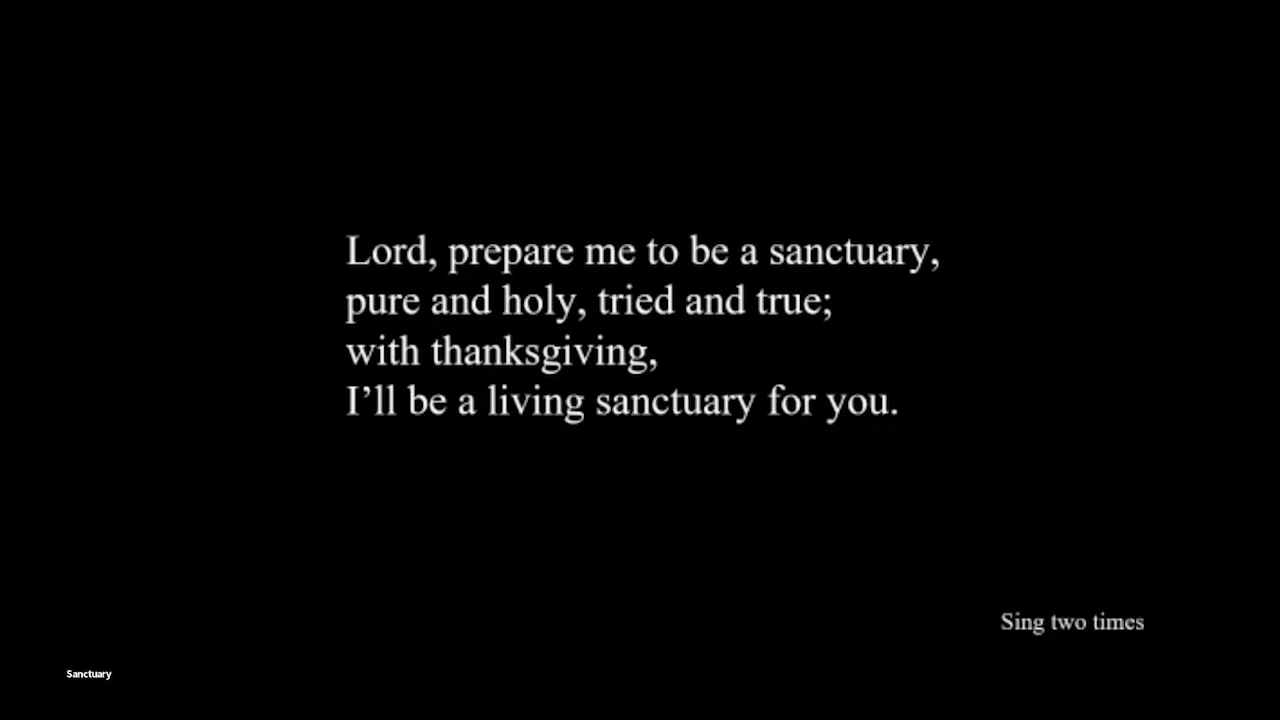 Lord, prepare me to be a sanctuary,
pure and holy, tried and true;
with thanksgiving,
I’ll be a living sanctuary for you.
Sing two times
Sanctuary